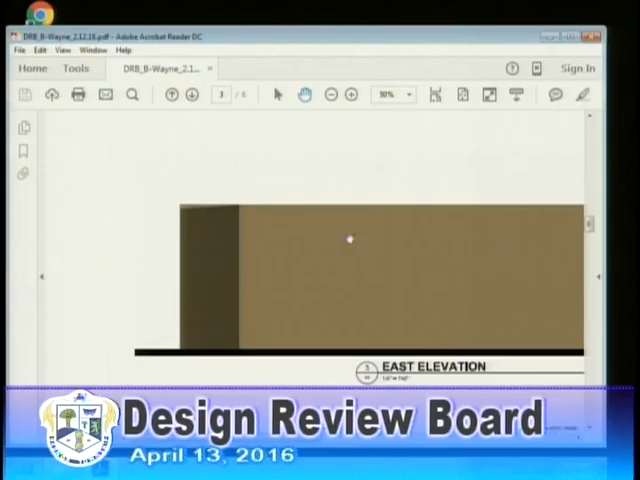 DRB_B-Wayne_2.12.16.pdf - Adobe Acrobat Reader DC
File Edit View Window Help
Home Tools DRB_B-Wayne_2.1... × Sign In
3 / 6 50%
3
EAST ELEVATION
Design Review Board
April 13, 2016